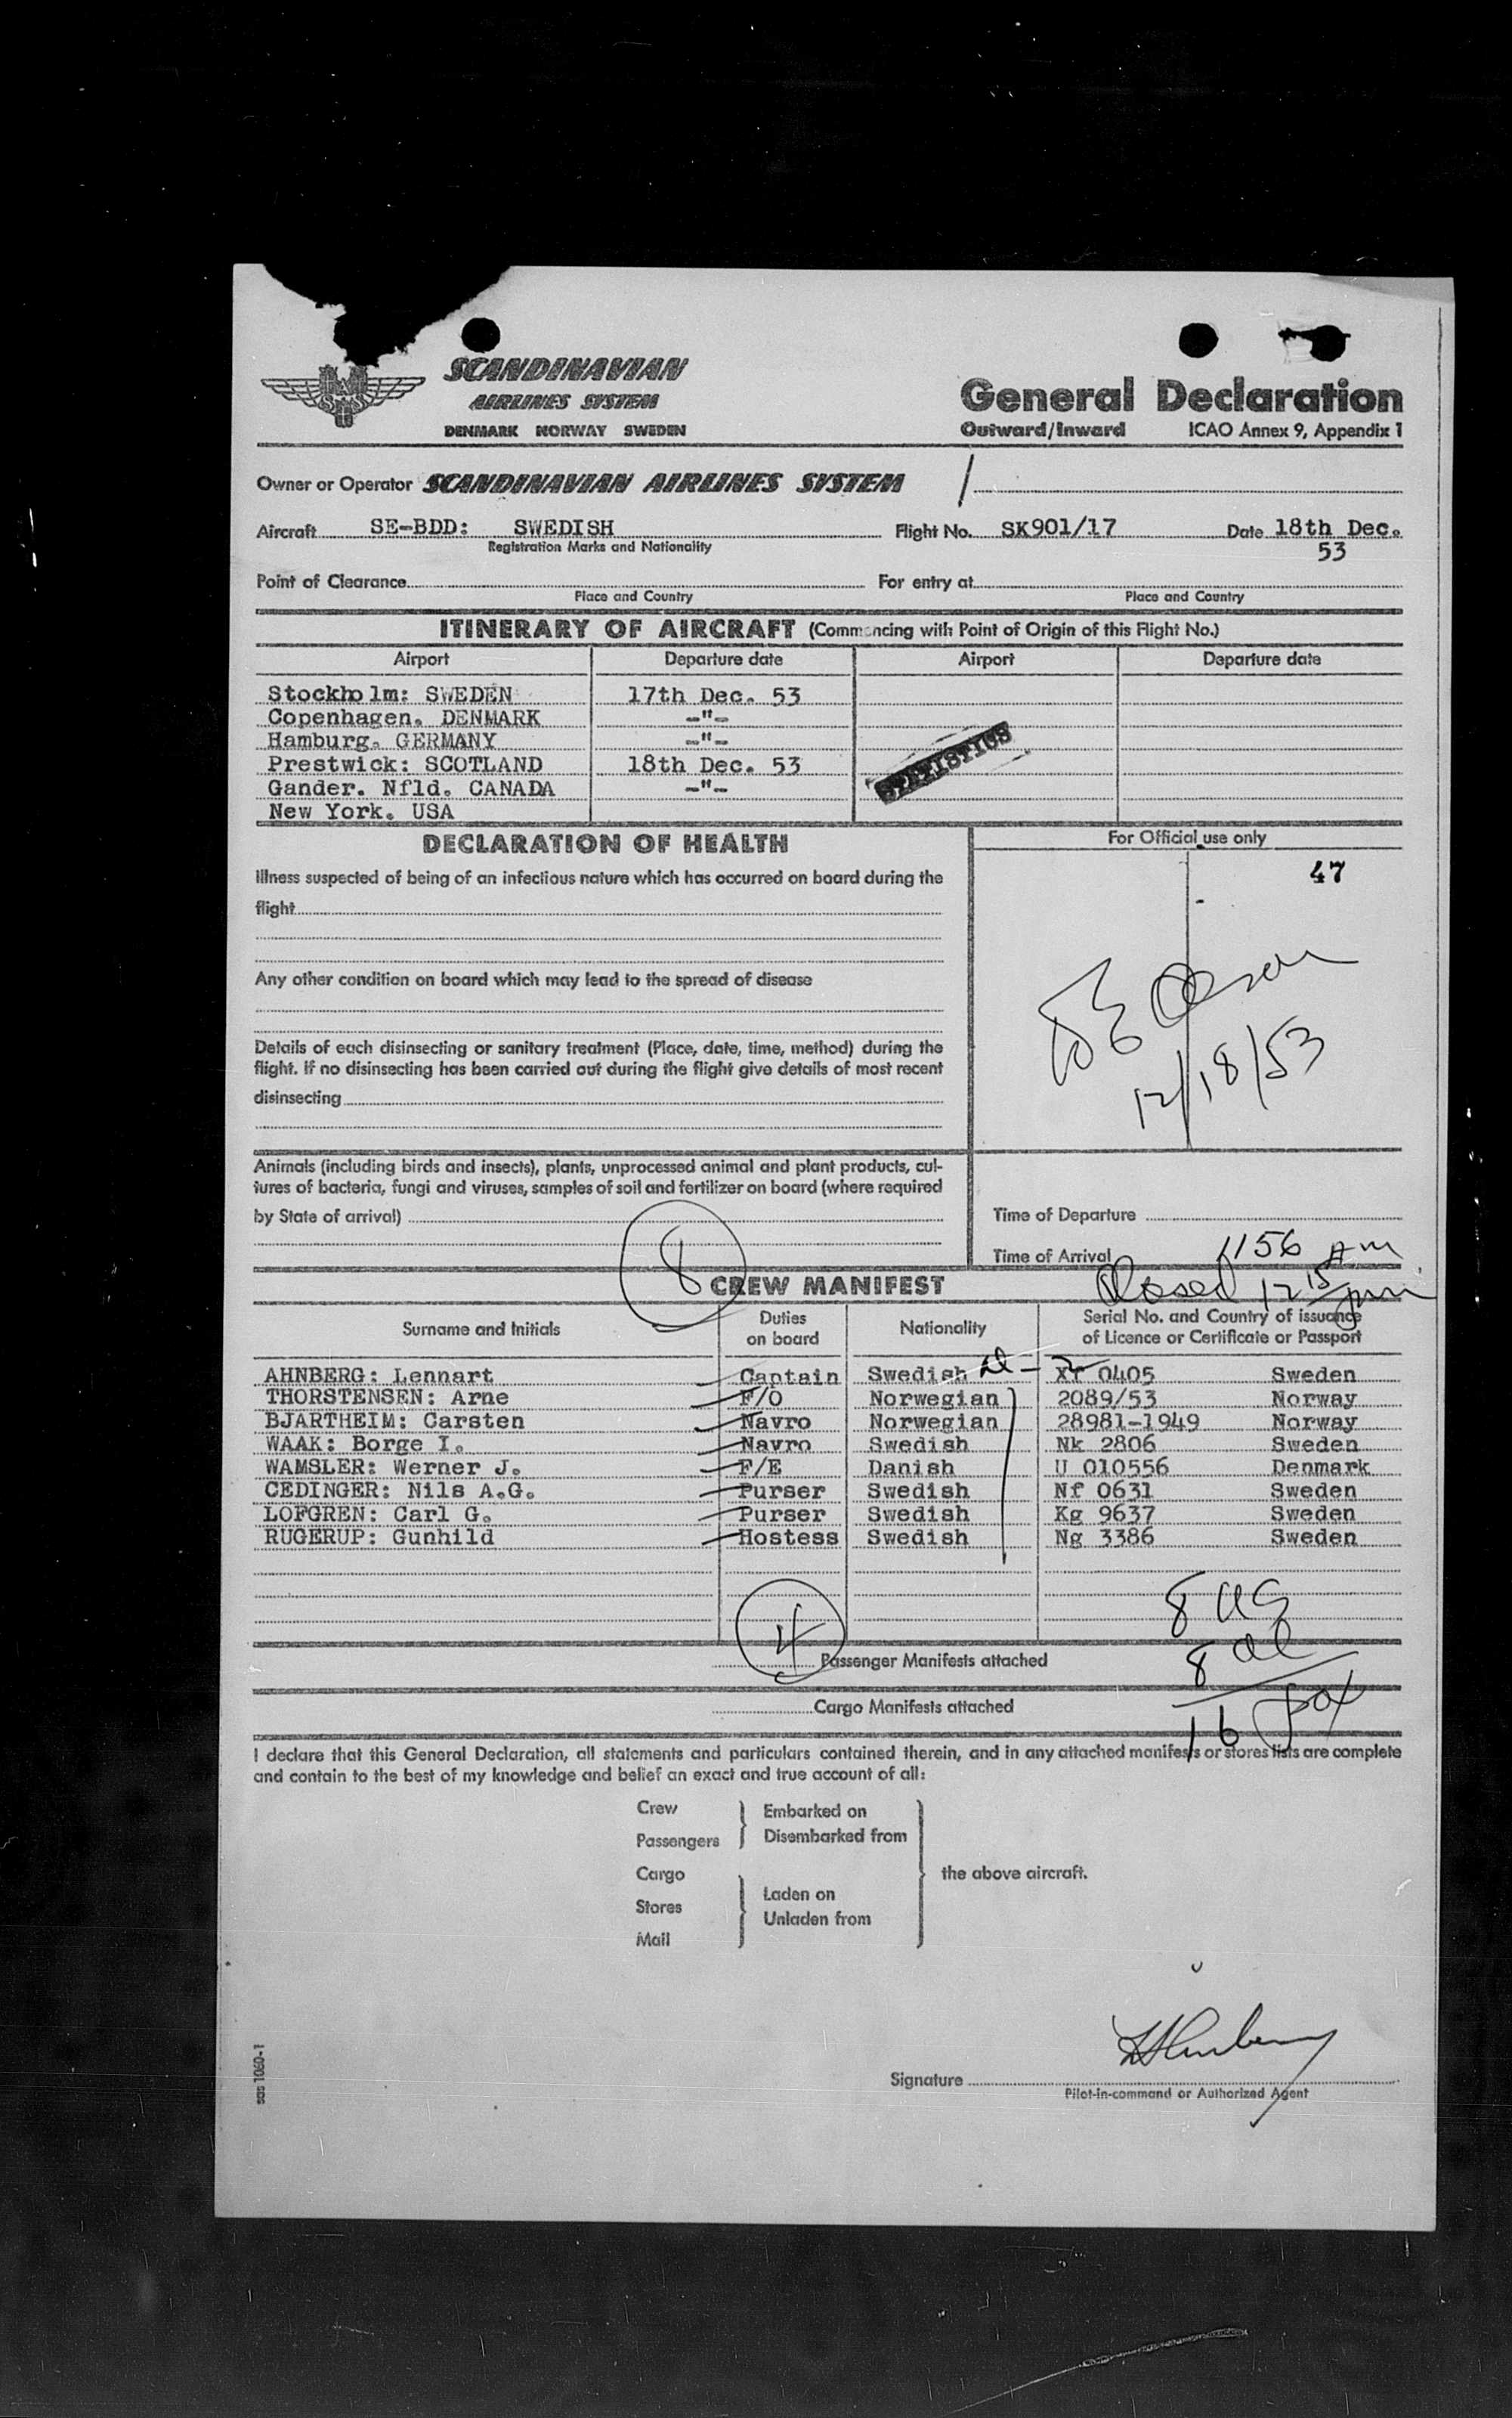 SCANDINAVIAN
AIRLINES SYSTEM
DENMARK NORWAY SWEDEN
General Declaration
Outward/Inward ICAO Annex 9, Appendix 1
Owner or Operator SCANDINAVIAN AIRLINES SYSTEM
Aircraft SE-BDD: SWEDISH Flight No. SK901/17 Date 18th Dec. 53
Registration Marks and Nationality
Point of Clearance For entry at
Place and Country Place and Country
ITINERARY OF AIRCRAFT (Commencing with Point of Origin of this Flight No.)
Airport Departure date Airport Departure date
Stockholm: SWEDEN 17th Dec. 53
Copenhagen. DENMARK -"-
Hamburg. GERMANY -"-
Prestwick: SCOTLAND 18th Dec. 53
Gander. Nfld. CANADA -"-
New York. USA
STATISTICS
DECLARATION OF HEALTH
Illness suspected of being of an infectious nature which has occurred on board during the
flight
Any other condition on board which may lead to the spread of disease
Details of each disinsecting or sanitary treatment (Place, date, time, method) during the
flight. If no disinsecting has been carried out during the flight give details of most recent
disinsecting
For Official use only
47
12/18/53
Animals (including birds and insects), plants, unprocessed animal and plant products, cul-
tures of bacteria, fungi and viruses, samples of soil and fertilizer on board (where required
by State of arrival)
Time of Departure
Time of Arrival 1156 Am
Closed 12 15 pm
8
CREW MANIFEST
Surname and Initials Duties on board Nationality Serial No. and Country of issuance of Licence or Certificate or Passport
AHNBERG: Lennart Captain Swedish Xr 0405 Sweden
THORSTENSEN: Arne F/O Norwegian 2089/53 Norway
BJARTHEIM: Carsten Navro Norwegian 28981-1949 Norway
WAAK: Borge I. Navro Swedish Nk 2806 Sweden
WAMSLER: Werner J. F/E Danish U 010556 Denmark
CEDINGER: Nils A.G. Purser Swedish Nf 0631 Sweden
LOFGREN: Carl G. Purser Swedish Kg 9637 Sweden
RUGERUP: Gunhild Hostess Swedish Ng 3386 Sweden
8 UC
8 al
16 pax
4 Passenger Manifests attached
Cargo Manifests attached
I declare that this General Declaration, all statements and particulars contained therein, and in any attached manifests or stores lists are complete
and contain to the best of my knowledge and belief an exact and true account of all:
Crew
Passengers
Embarked on
Disembarked from
Cargo
Stores
Mail
Laden on
Unladen from
the above aircraft.
Signature
Pilot-in-command or Authorized Agent
sas 1060-1